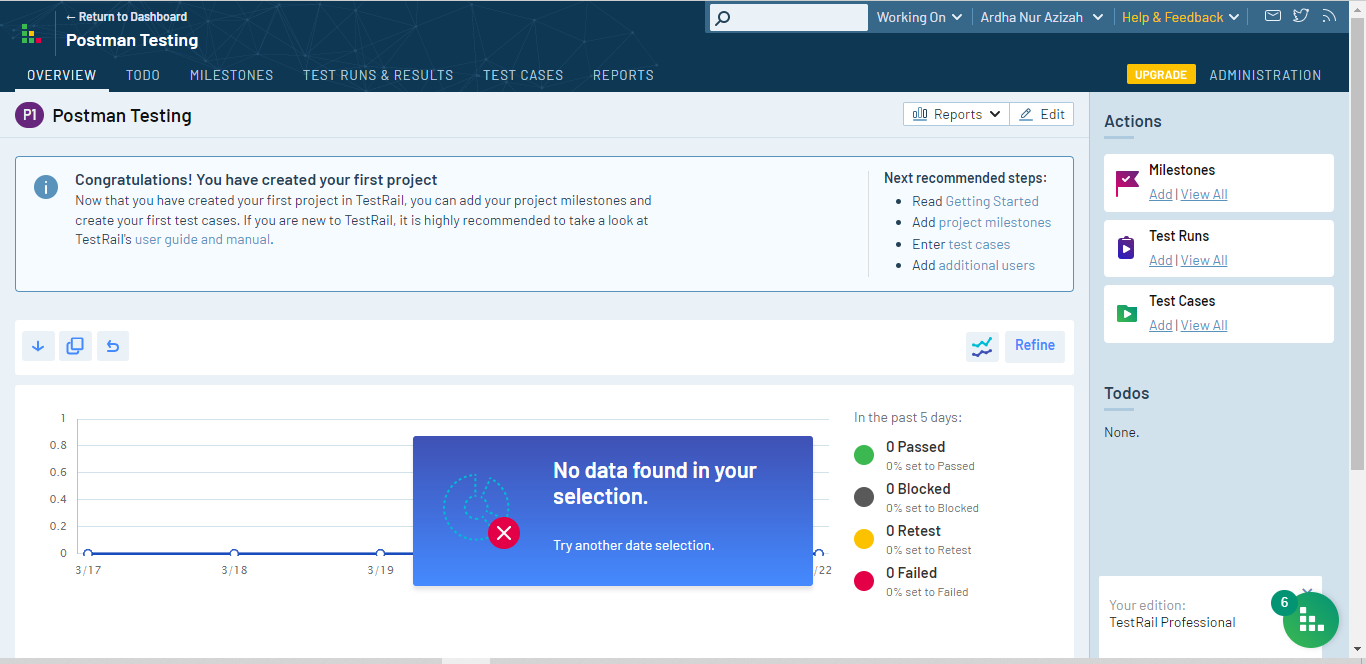 ← Return to Dashboard
Postman Testing
Working On
Ardha Nur Azizah
Help & Feedback
OVERVIEW
TODO
MILESTONES
TEST RUNS & RESULTS
TEST CASES
REPORTS
UPGRADE
ADMINISTRATION
P1
Postman Testing
Reports
Edit
Congratulations! You have created your first project
Now that you have created your first project in TestRail, you can add your project milestones and
create your first test cases. If you are new to TestRail, it is highly recommended to take a look at
TestRail's user guide and manual.
Next recommended steps:
• Read Getting Started
• Add project milestones
• Enter test cases
• Add additional users
Refine
1
0.8
0.6
0.4
0.2
0
3/17
3/18
3/19
/22
No data found in your
selection.
Try another date selection.
In the past 5 days:
0 Passed
0% set to Passed
0 Blocked
0% set to Blocked
0 Retest
0% set to Retest
0 Failed
0% set to Failed
Actions
Milestones
Add | View All
Test Runs
Add | View All
Test Cases
Add | View All
Todos
None.
Your edition:
TestRail Professional
6